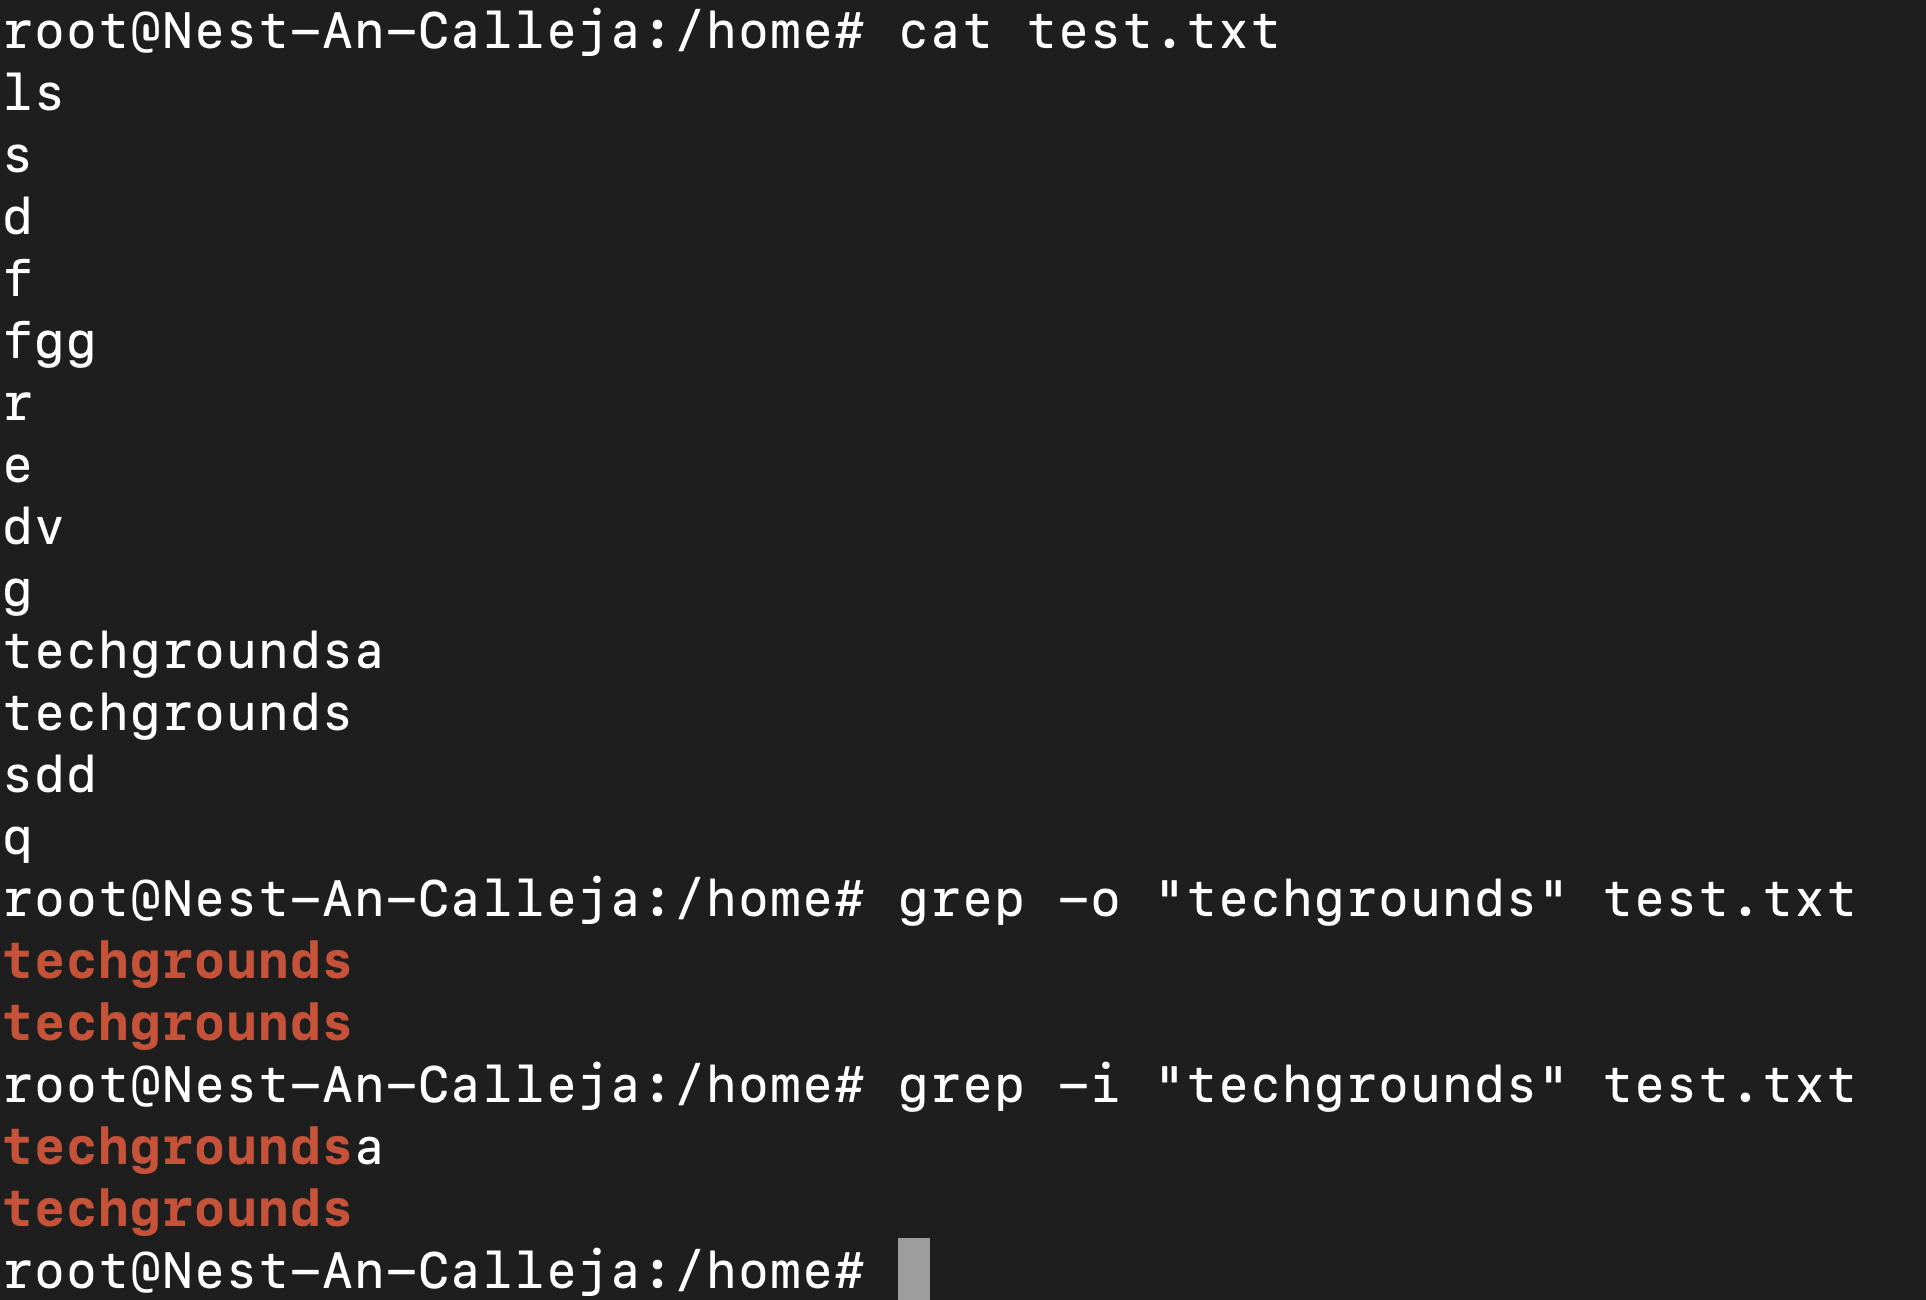 root@Nest-An-Calleja:/home# cat test.txt
ls
s
d
f
fgg
r
e
dv
g
techgroundsa
techgrounds
sdd
q
root@Nest-An-Calleja:/home# grep -o "techgrounds" test.txt
techgrounds
techgrounds
root@Nest-An-Calleja:/home# grep -i "techgrounds" test.txt
techgroundsa
techgrounds
root@Nest-An-Calleja:/home#